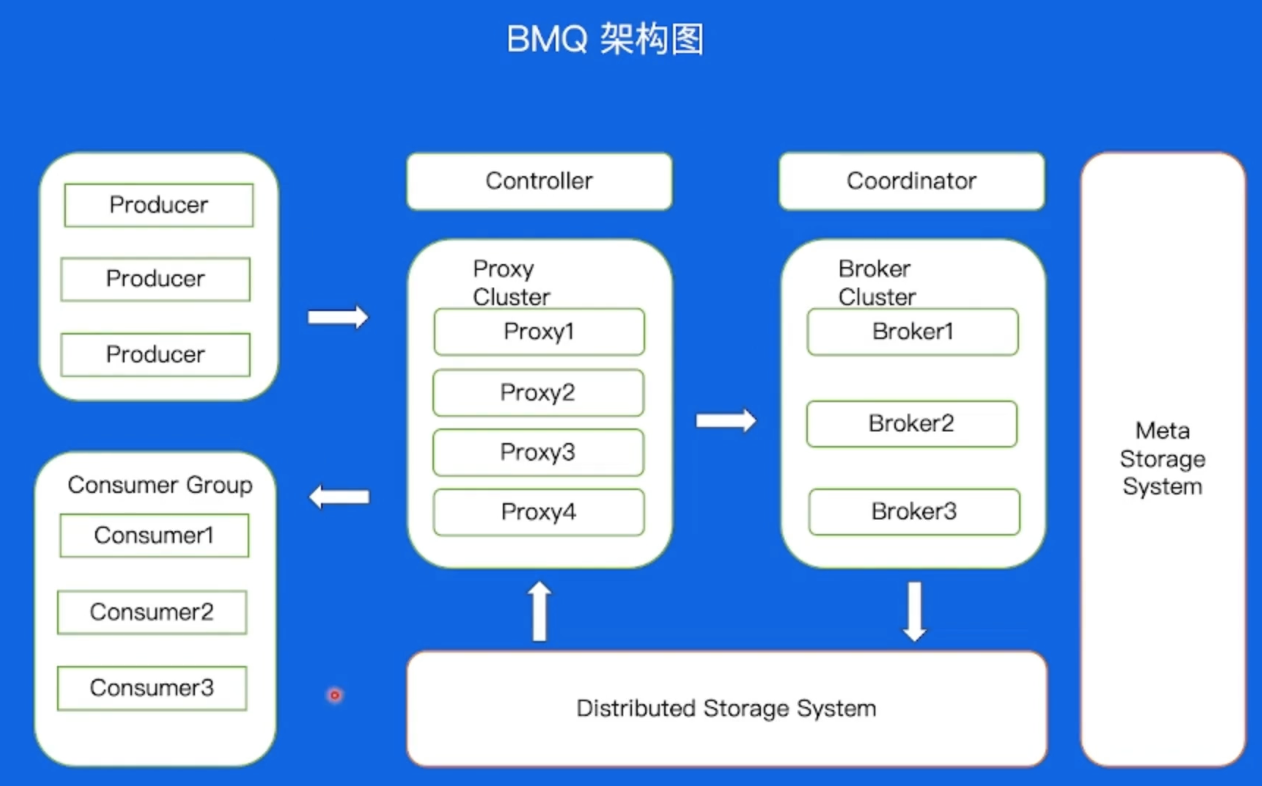 BMQ 架构图
Producer
Producer
Producer
Consumer Group
Consumer1
Consumer2
Consumer3
Controller
Proxy
Cluster
Proxy1
Proxy2
Proxy3
Proxy4
Coordinator
Broker
Cluster
Broker1
Broker2
Broker3
Distributed Storage System
Meta
Storage
System